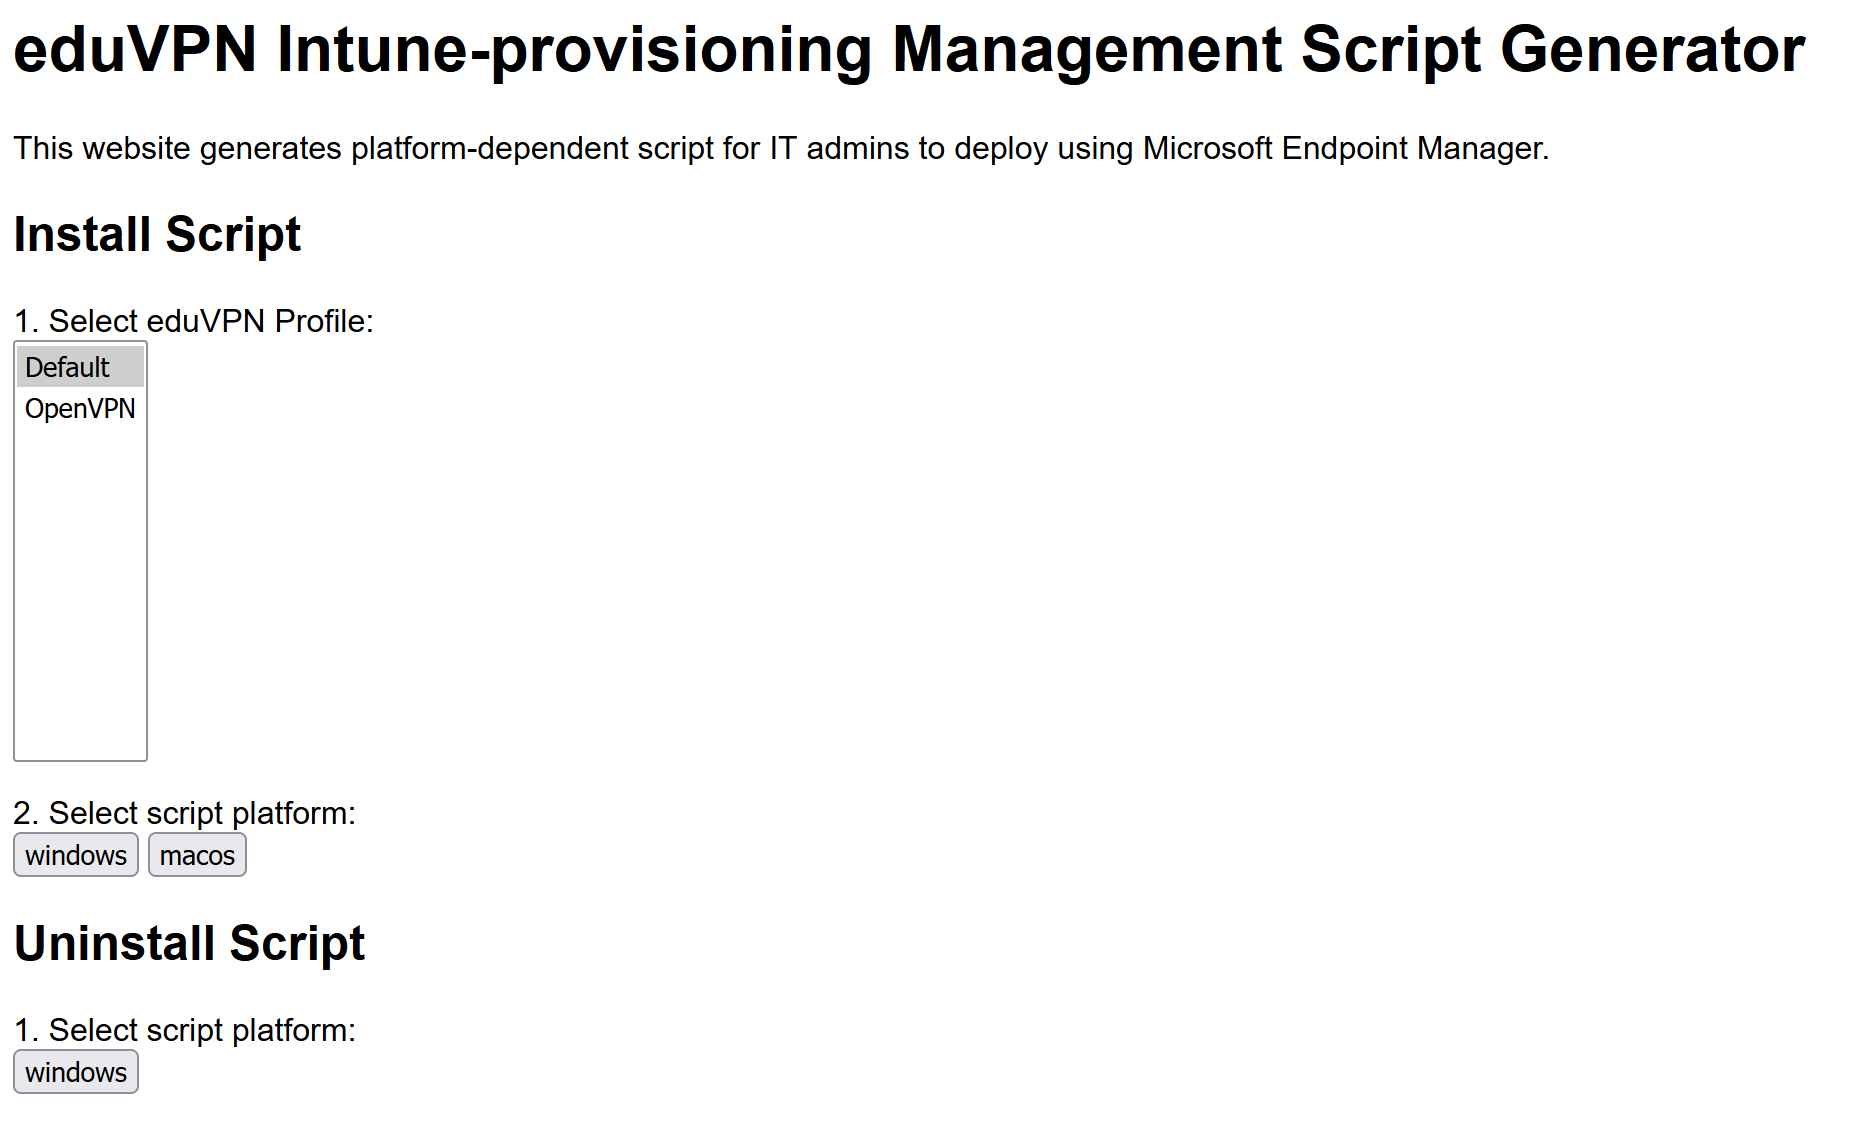 eduVPN Intune-provisioning Management Script Generator
This website generates platform-dependent script for IT admins to deploy using Microsoft Endpoint Manager.
Install Script
1. Select eduVPN Profile:
Default
OpenVPN
2. Select script platform:
windows macos
Uninstall Script
1. Select script platform:
windows